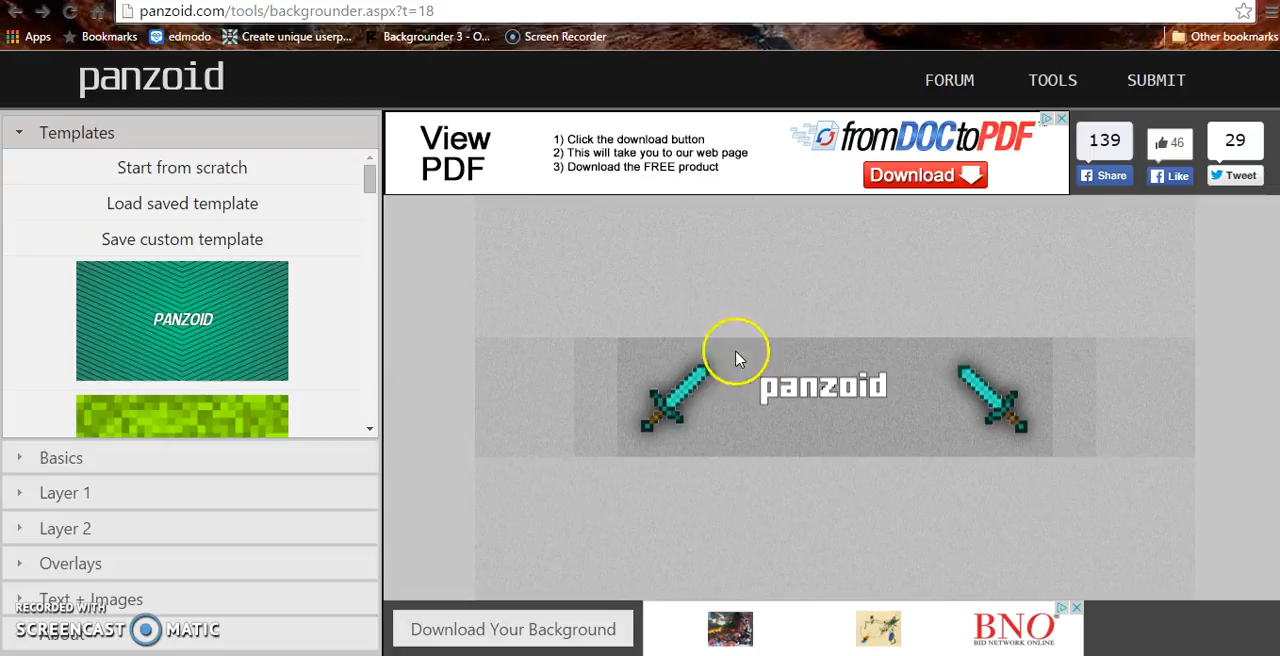 panzoid.com/tools/backgrounder.aspx?t=18
Apps Bookmarks edmodo Create unique userp... Backgrounder 3 - O... Screen Recorder Other bookmarks
panzoid FORUM TOOLS SUBMIT
Templates
Start from scratch
Load saved template
Save custom template
PANZOID
Basics
Layer 1
Layer 2
Overlays
Text + Images
RECORDED WITH
SCREENCAST MATIC
View
PDF
1) Click the download button
2) This will take you to our web page
3) Download the FREE product
fromDOCtoPDF
Download
139
Share
46
Like
29
Tweet
panzoid
Download Your Background
BNO
BID NETWORK ONLINE